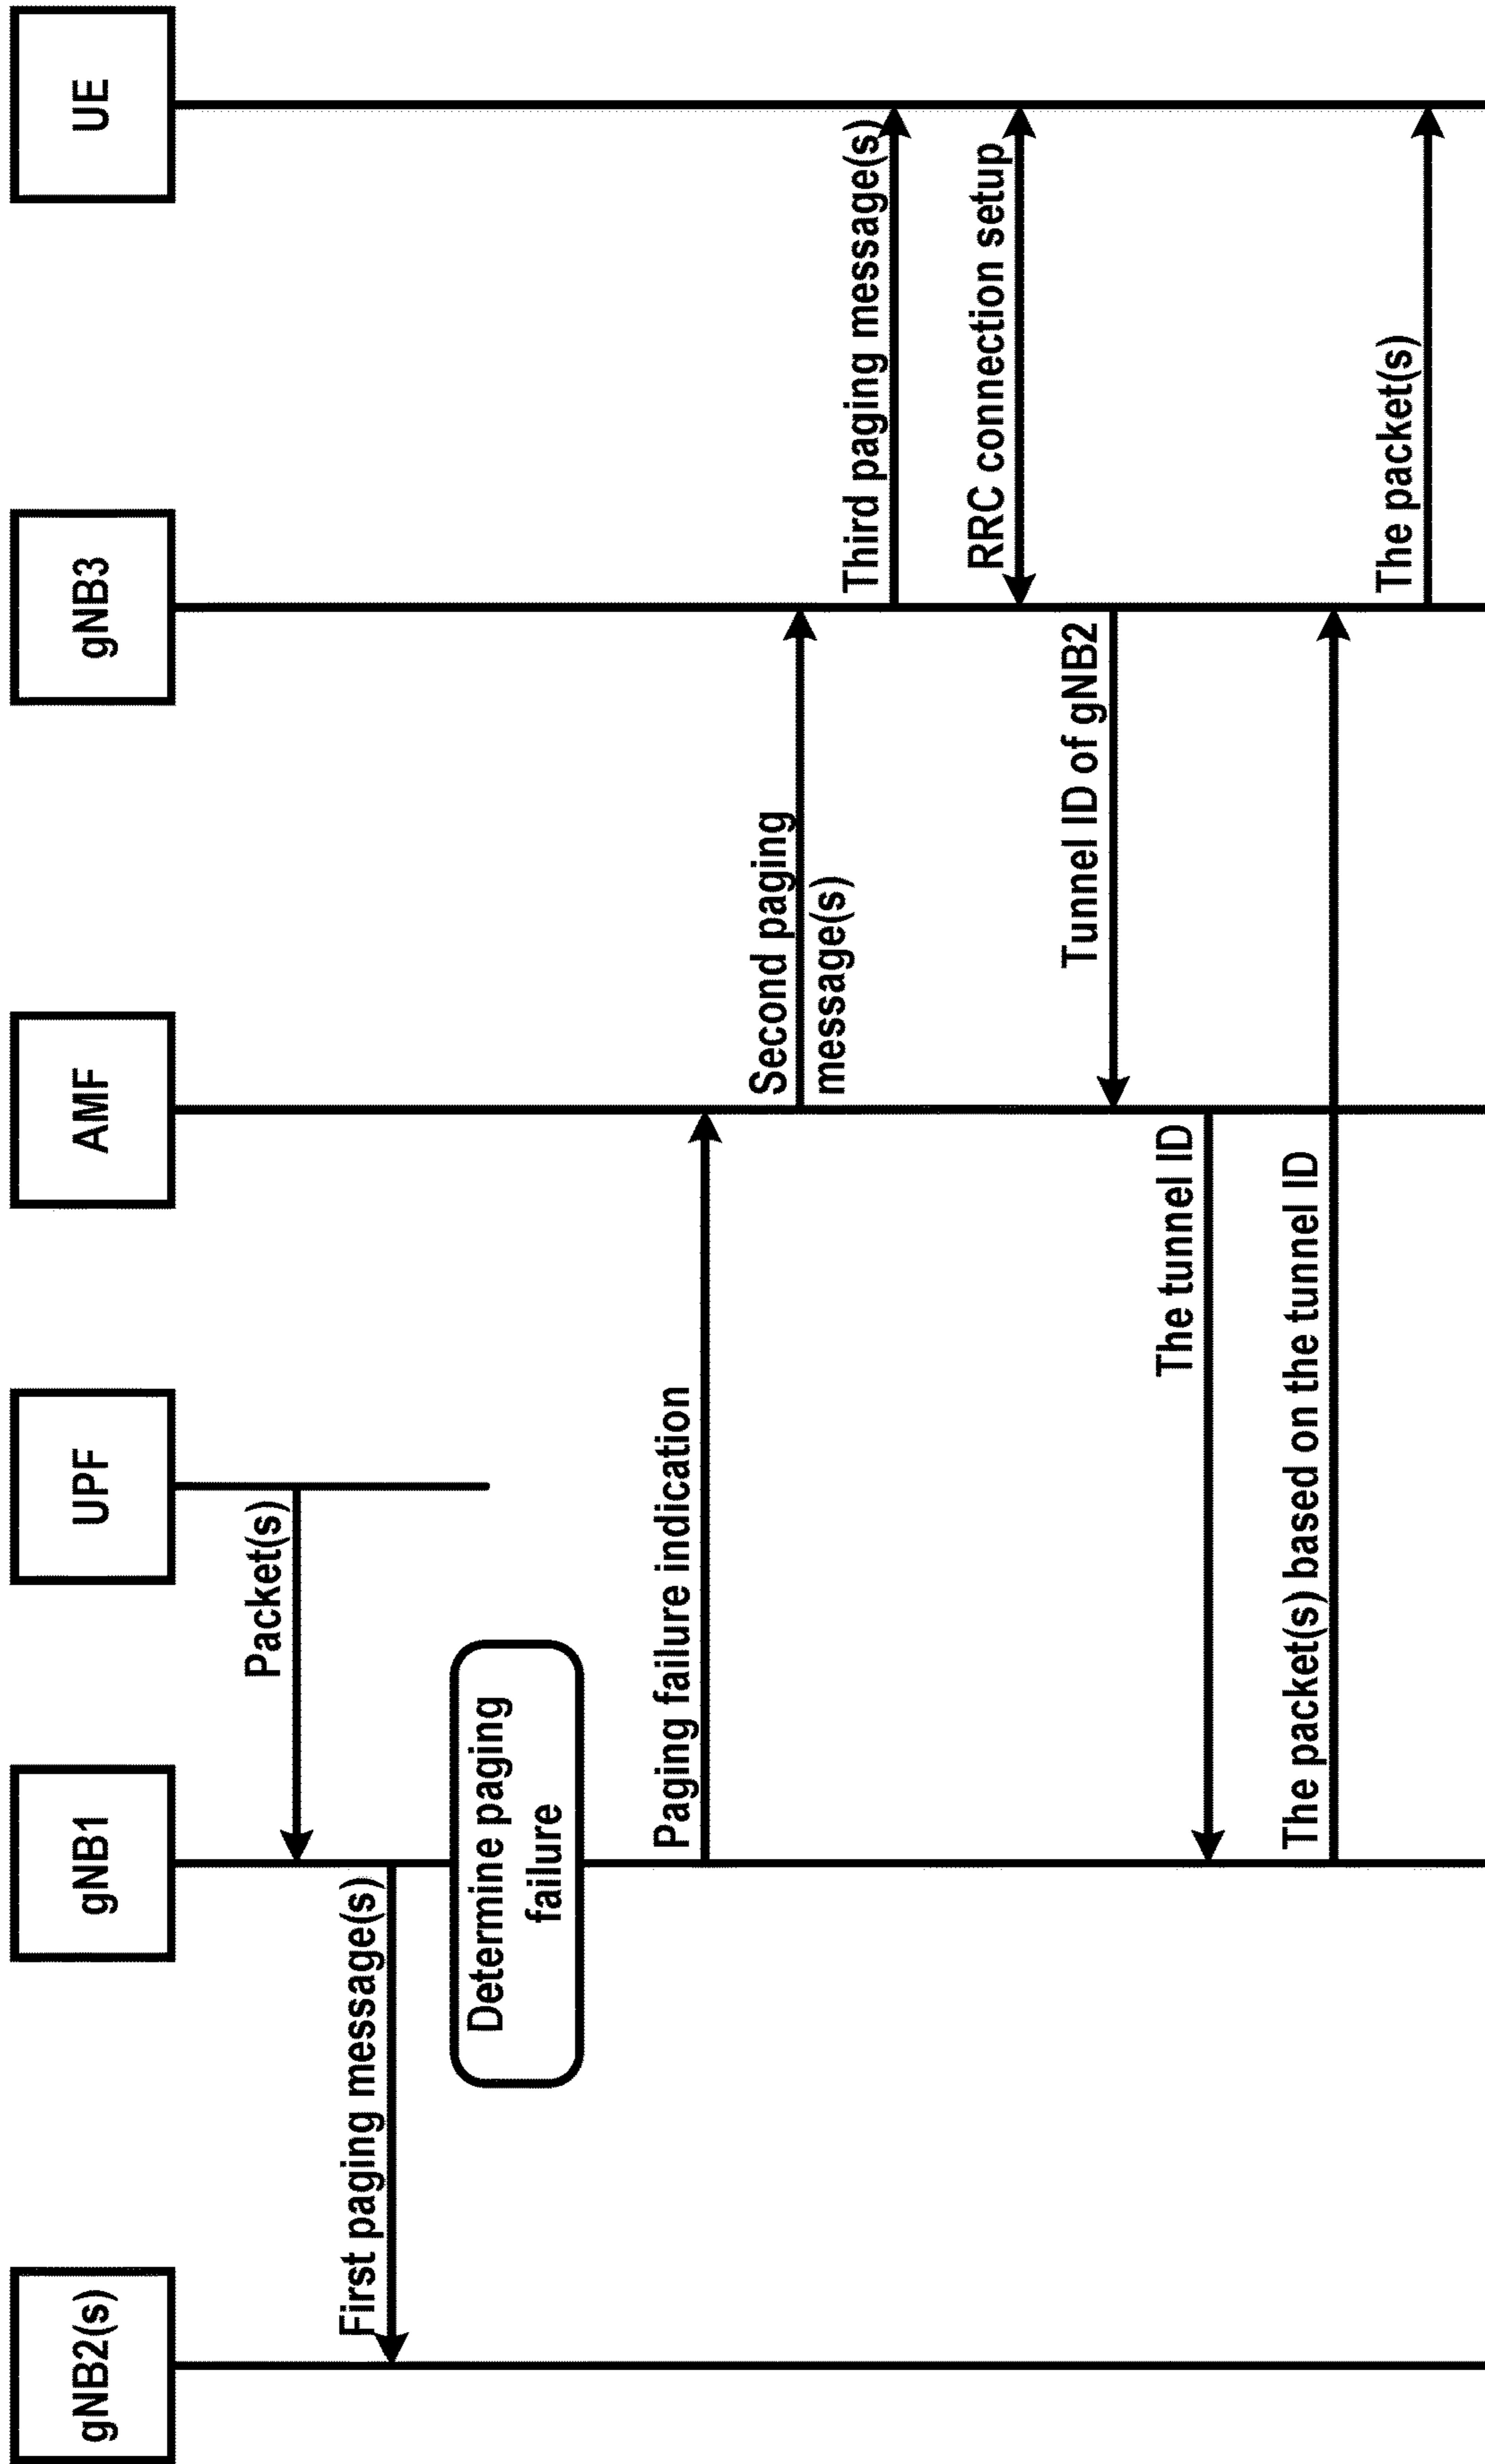 gNB2(s)
gNB1
UPF
AMF
gNB3
UE
Packet(s)
First paging message(s)
Determine paging
failure
Paging failure indication
Second paging
message(s)
Third paging message(s)
RRC connection setup
Tunnel ID of gNB2
The tunnel ID
The packet(s) based on the tunnel ID
The packet(s)